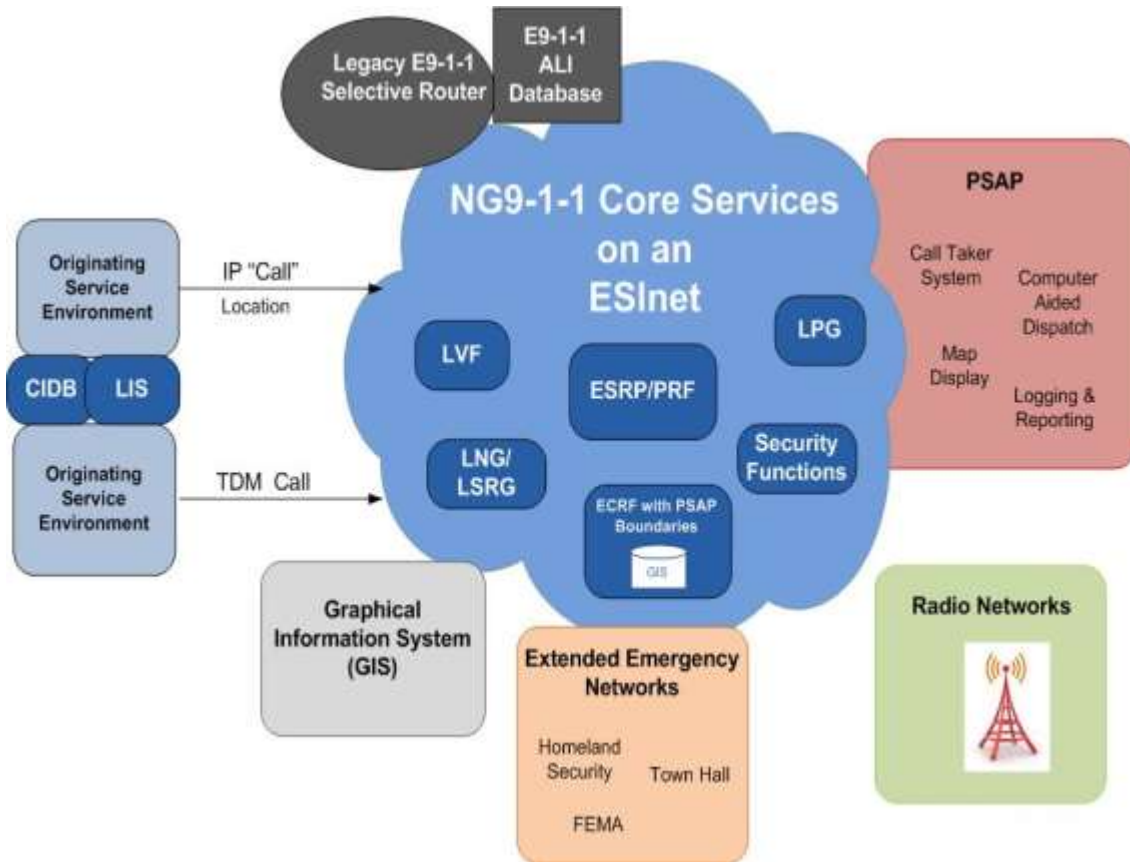 Legacy E9-1-1
Selective Router
E9-1-1
ALI
Database
NG9-1-1 Core Services
on an
ESInet
PSAP
Call Taker
System
Computer
Aided
Dispatch
Map
Display
Logging &
Reporting
Originating
Service
Environment
IP “Call”
Location
CIDB
LIS
Originating
Service
Environment
TDM Call
LVF
ESRP/PRF
LPG
LNG/
LSRG
Security
Functions
ECRF with PSAP
Boundaries
GIS
Graphical
Information System
(GIS)
Extended Emergency
Networks
Homeland
Security
Town Hall
FEMA
Radio Networks